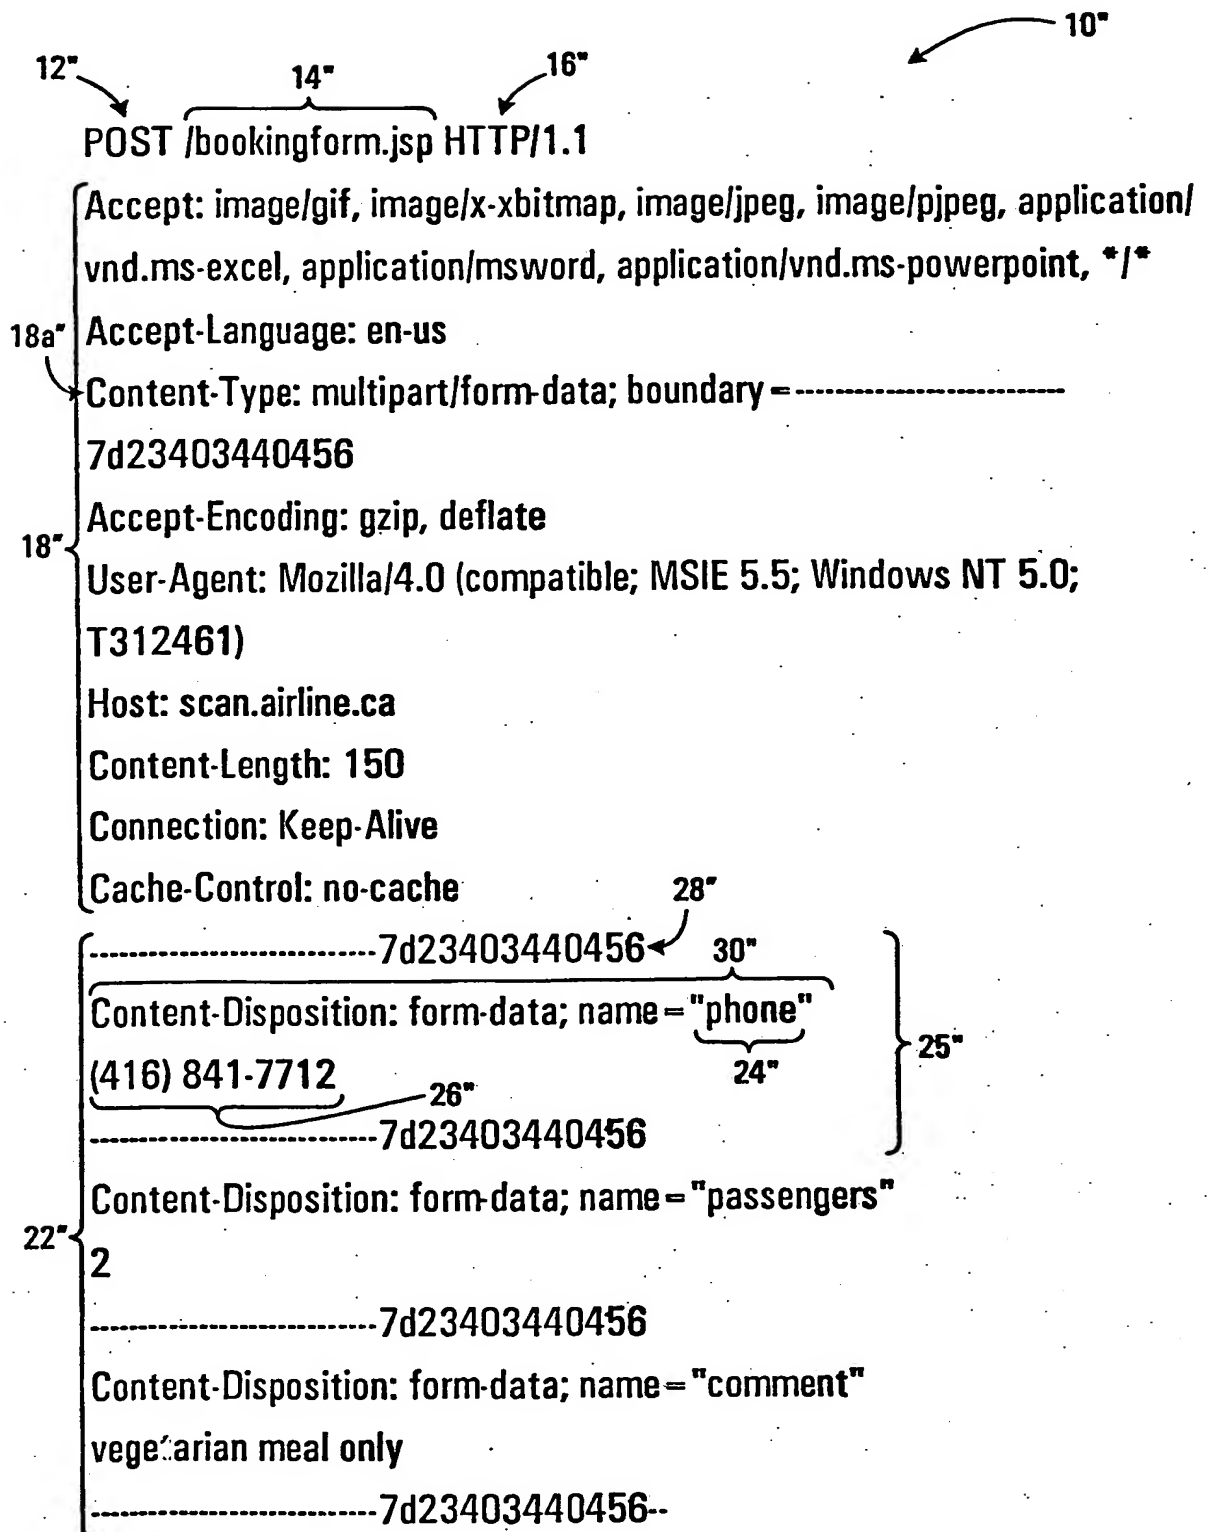 10"
12" 14" 16"
POST /bookingform.jsp HTTP/1.1
Accept: image/gif, image/x-xbitmap, image/jpeg, image/pjpeg, application/
vnd.ms-excel, application/msword, application/vnd.ms-powerpoint, */*
18a" Accept-Language: en-us
Content-Type: multipart/form-data; boundary=--------------------------
7d23403440456
Accept-Encoding: gzip, deflate
18"
User-Agent: Mozilla/4.0 (compatible; MSIE 5.5; Windows NT 5.0;
T312461)
Host: scan.airline.ca
Content-Length: 150
Connection: Keep-Alive
Cache-Control: no-cache
28"
----------------------------7d23403440456
30"
Content-Disposition: form-data; name="phone"
25"
(416) 841-7712 24"
26"
----------------------------7d23403440456
Content-Disposition: form-data; name="passengers"
22"
2
----------------------------7d23403440456
Content-Disposition: form-data; name="comment"
vegetarian meal only
----------------------------7d23403440456--